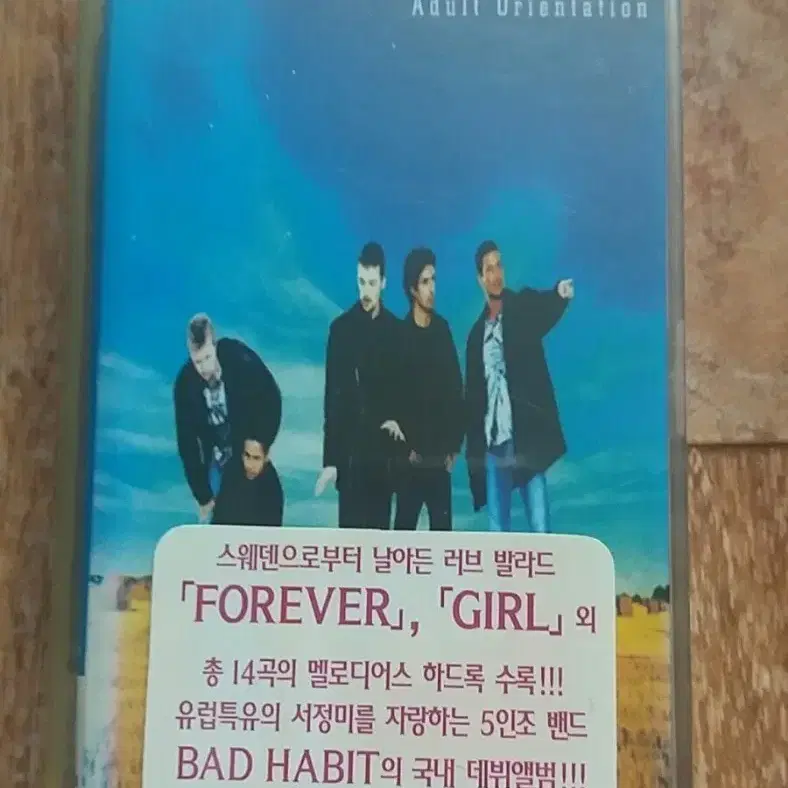 Adult Orientation
스웨덴으로부터 날아든 러브 발라드
「FOREVER」, 「GIRL」 외
총 14곡의 멜로디어스 하드록 수록!!!
유럽특유의 서정미를 자랑하는 5인조 밴드
BAD HABIT의 국내 데뷔앨범!!!